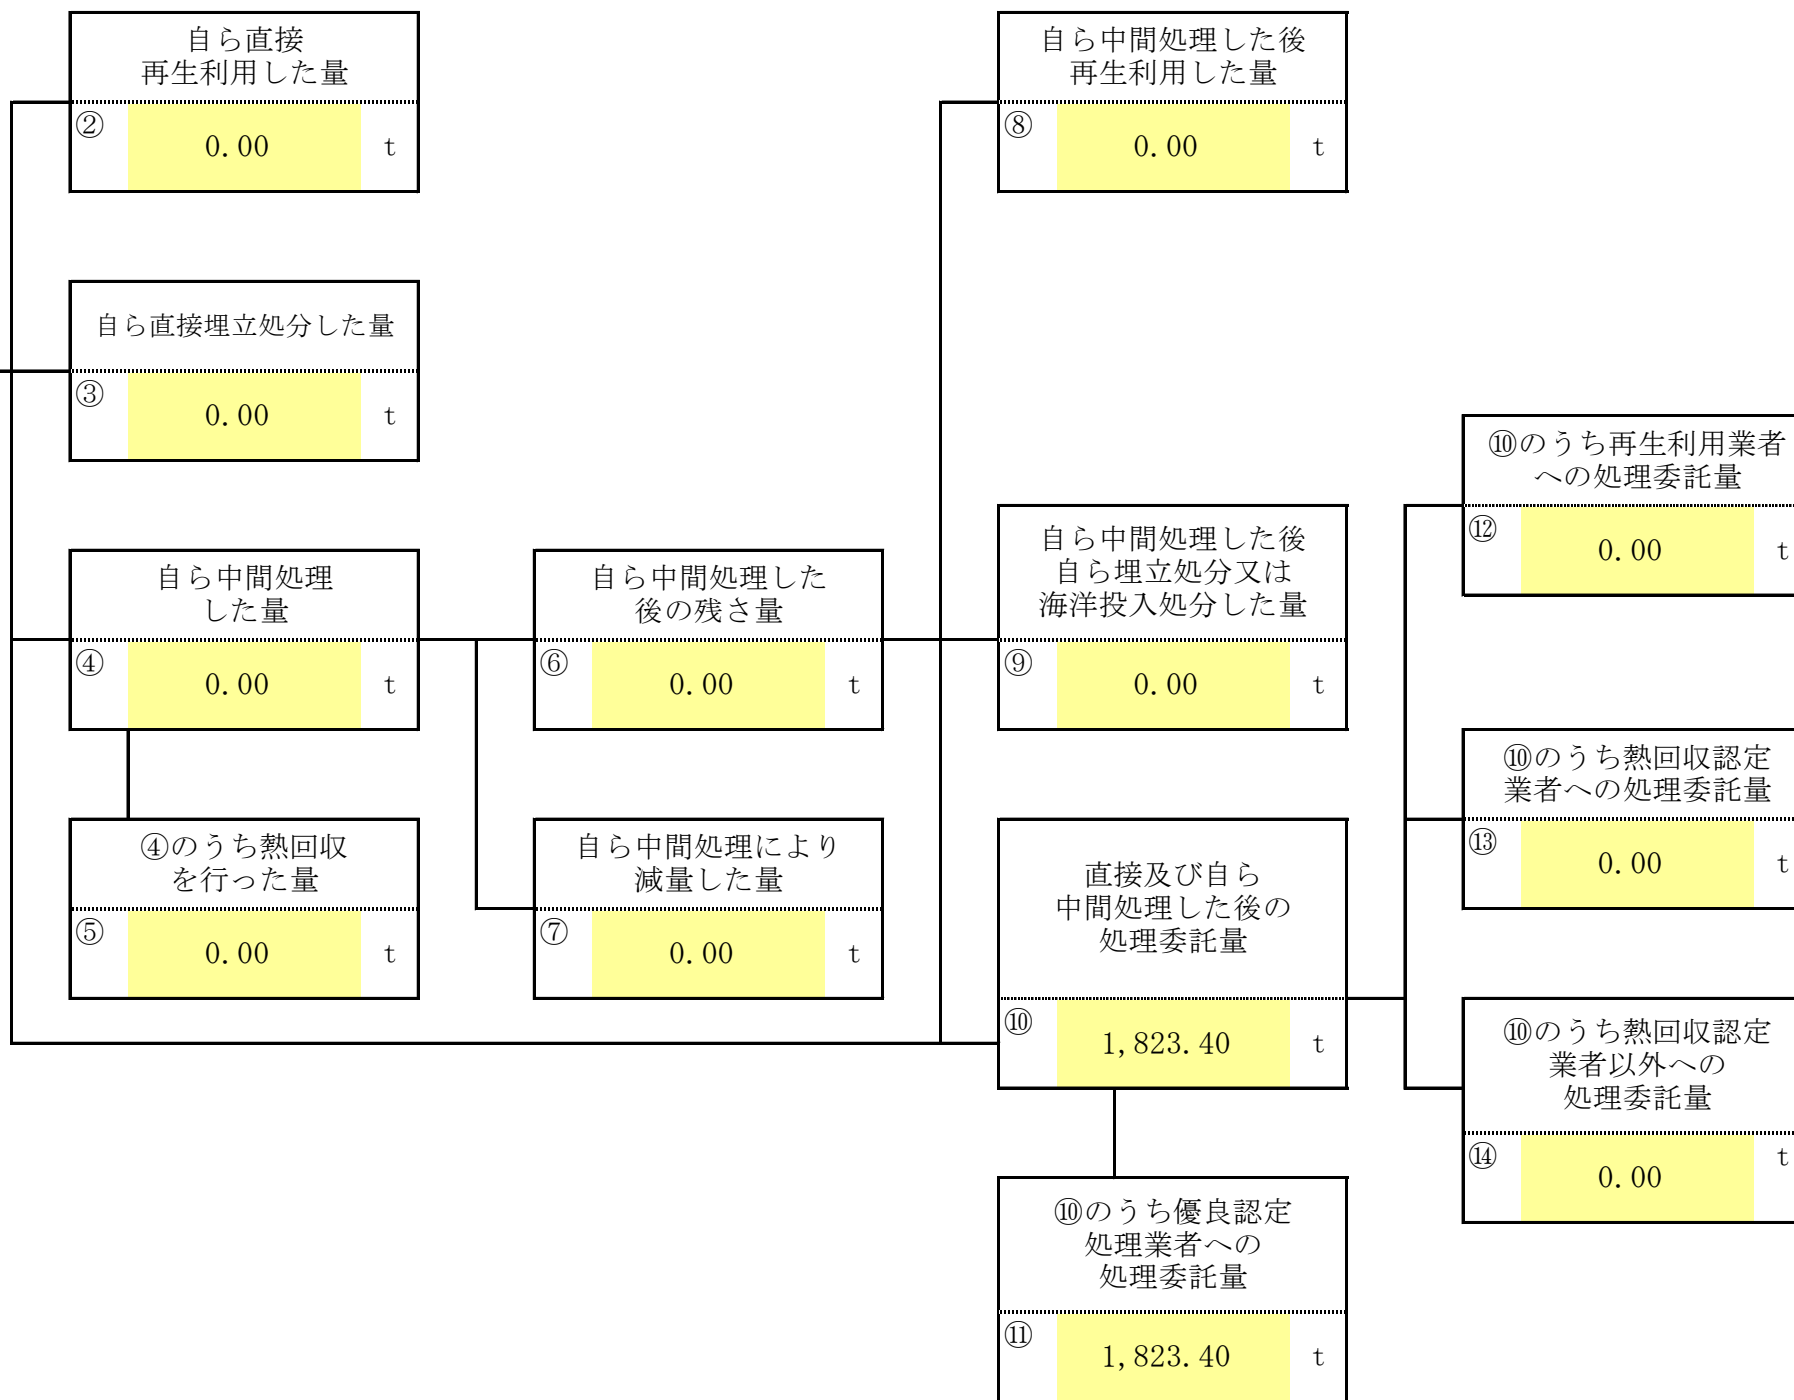 自ら直接
再生利用した量
②
0.00
t
自ら直接埋立処分した量
③
0.00
t
自ら中間処理
した量
④
0.00
t
④のうち熱回収
を行った量
⑤
0.00
t
自ら中間処理した
後の残さ量
⑥
0.00
t
自ら中間処理により
減量した量
⑦
0.00
t
自ら中間処理した後
再生利用した量
⑧
0.00
t
自ら中間処理した後
自ら埋立処分又は
海洋投入処分した量
⑨
0.00
t
直接及び自ら
中間処理した後の
処理委託量
⑩
1,823.40
t
⑩のうち優良認定
処理業者への
処理委託量
⑪
1,823.40
t
⑩のうち再生利用業者
への処理委託量
⑫
0.00
t
⑩のうち熱回収認定
業者への処理委託量
⑬
0.00
t
⑩のうち熱回収認定
業者以外への
処理委託量
⑭
0.00
t